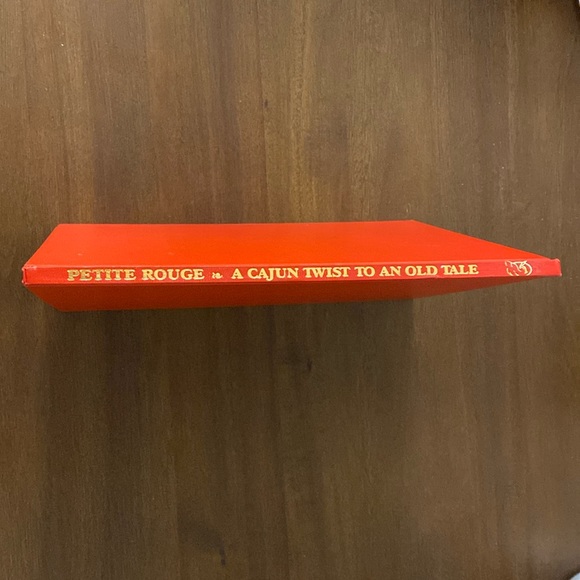 PETITE ROUGE ❧ A CAJUN TWIST TO AN OLD TALE